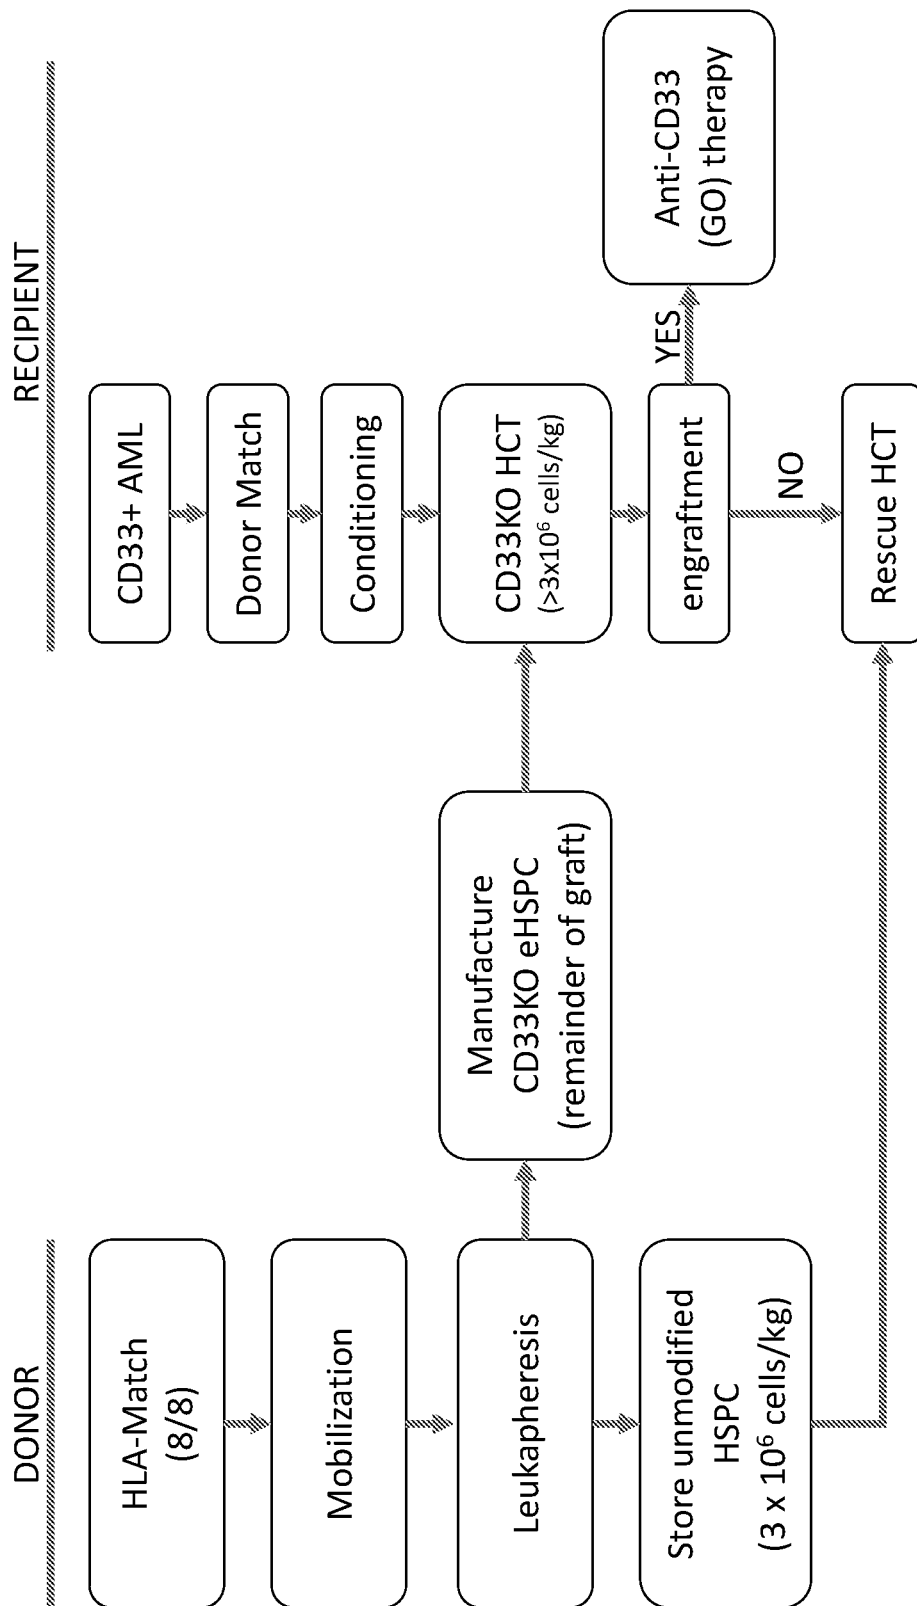 DONOR
HLA-Match
(8/8)
Mobilization
Leukapheresis
Store unmodified
HSPC
(3 x 10⁶ cells/kg)
Manufacture
CD33KO eHSPC
(remainder of graft)
RECIPIENT
CD33+ AML
Donor Match
Conditioning
CD33KO HCT
(>3x10⁶ cells/kg)
engraftment
YES
Anti-CD33
(GO) therapy
NO
Rescue HCT